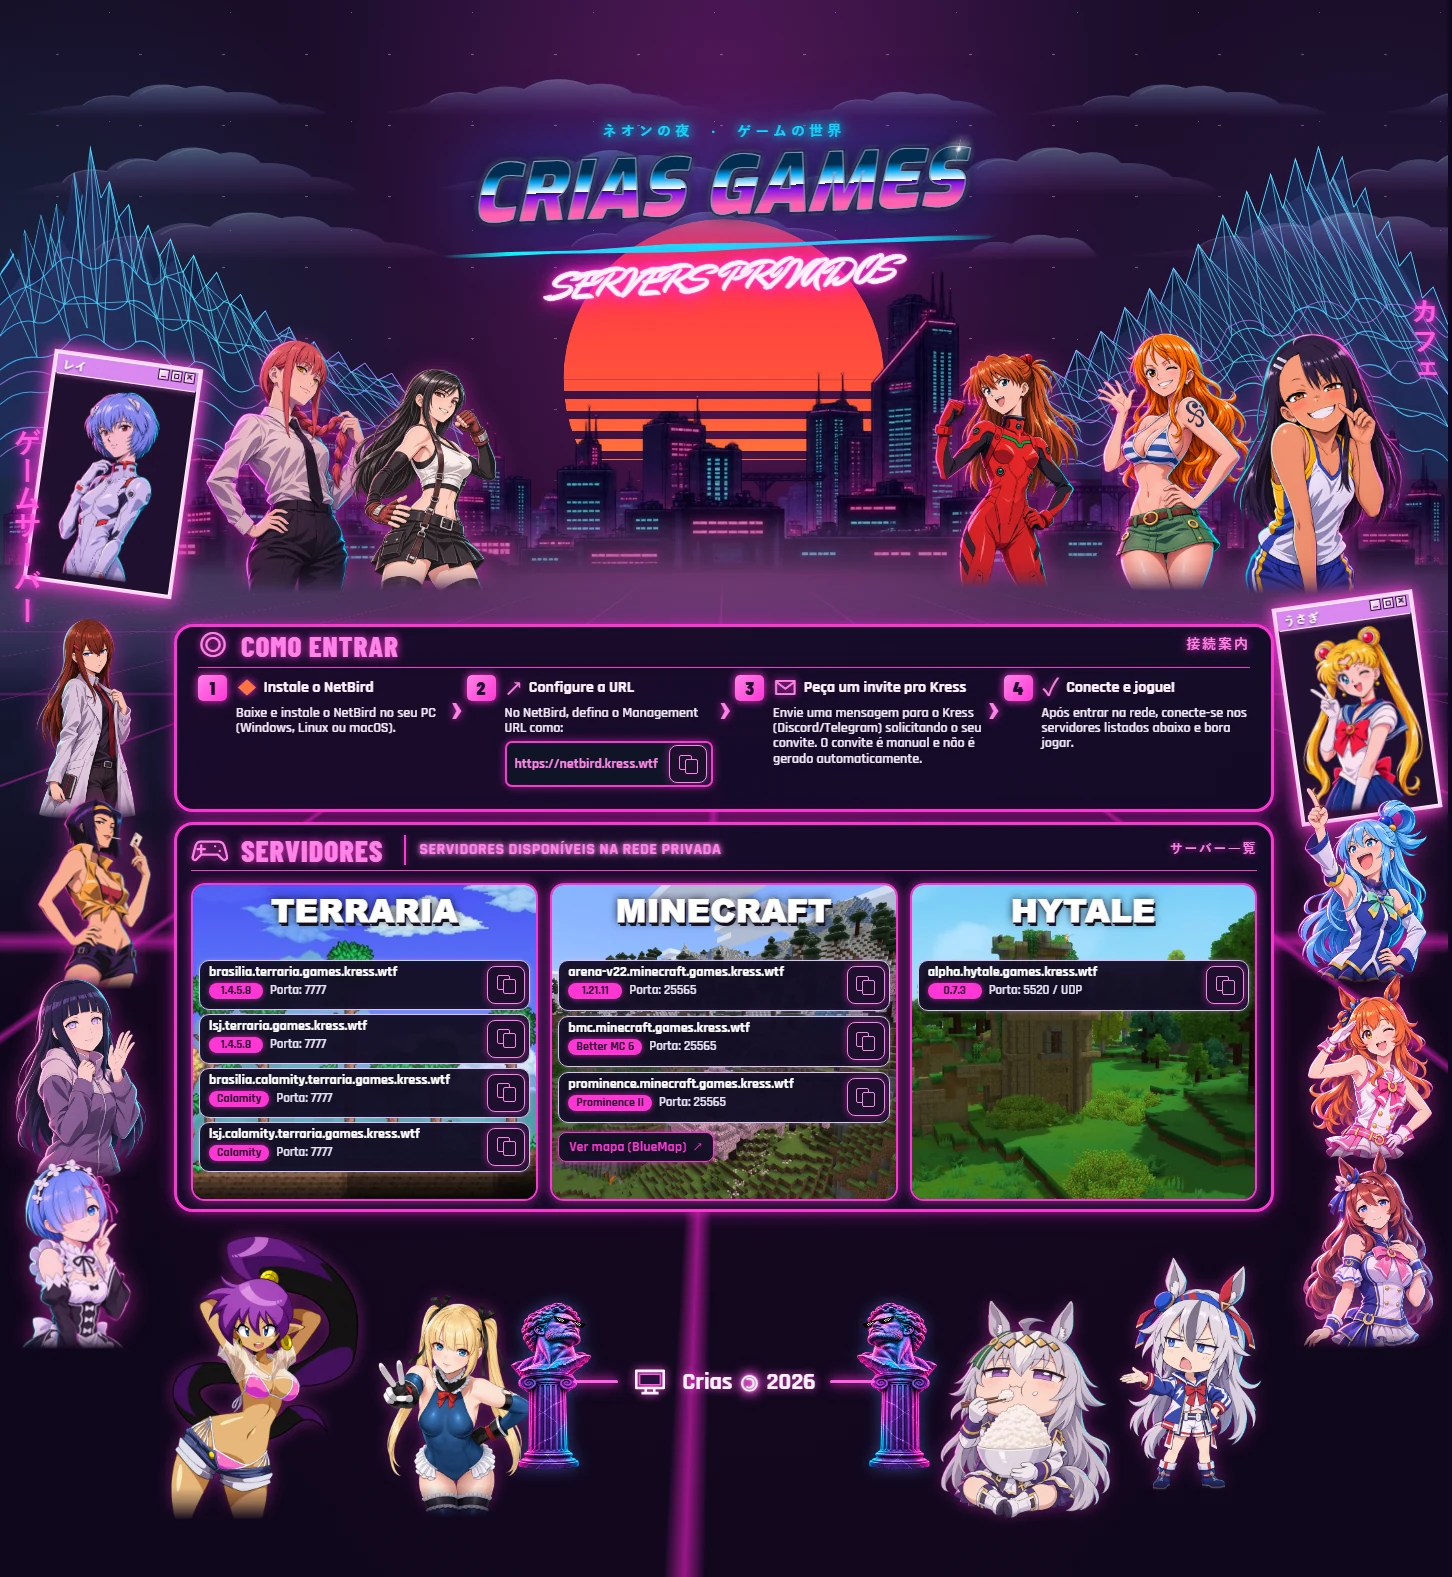 ネオンの夜 · ゲームの世界
CRIAS GAMES
SERVERS PRIVADOS
カフェ
レイ
ゲームサーバー
うさぎ
COMO ENTRAR
接続案内
1
Instale o NetBird
Baixe e instale o NetBird no seu PC
(Windows, Linux ou macOS).
2
Configure a URL
No NetBird, defina o Management
URL como:
https://netbird.kress.wtf
3
Peça um invite pro Kress
Envie uma mensagem para o Kress
(Discord/Telegram) solicitando o seu
convite. O convite é manual e não é
gerado automaticamente.
4
Conecte e jogue!
Após entrar na rede, conecte-se nos
servidores listados abaixo e bora
jogar.
SERVIDORES
SERVIDORES DISPONÍVEIS NA REDE PRIVADA
サーバー一覧
TERRARIA
brasilia.terraria.games.kress.wtf
1.4.5.8 Porta: 7777
lsj.terraria.games.kress.wtf
1.4.5.8 Porta: 7777
brasilia.calamity.terraria.games.kress.wtf
Calamity Porta: 7777
lsj.calamity.terraria.games.kress.wtf
Calamity Porta: 7777
MINECRAFT
arena-v22.minecraft.games.kress.wtf
1.21.11 Porta: 25565
bmc.minecraft.games.kress.wtf
Better MC 6 Porta: 25565
prominence.minecraft.games.kress.wtf
Prominence II Porta: 25565
Ver mapa (BlueMap) ↗
HYTALE
alpha.hytale.games.kress.wtf
0.7.3 Porta: 5520 / UDP
Crias 2026